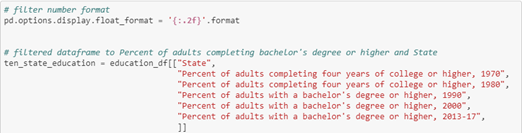 # filter number format
pd.options.display.float_format = '{:.2f}'.format
# filtered dataframe to Percent of adults completing bachelor's degree or higher and State
ten_state_education = education_df[["State",
"Percent of adults completing four years of college or higher, 1970",
"Percent of adults completing four years of college or higher, 1980",
"Percent of adults with a bachelor's degree or higher, 1990",
"Percent of adults with a bachelor's degree or higher, 2000",
"Percent of adults with a bachelor's degree or higher, 2013-17",
]]